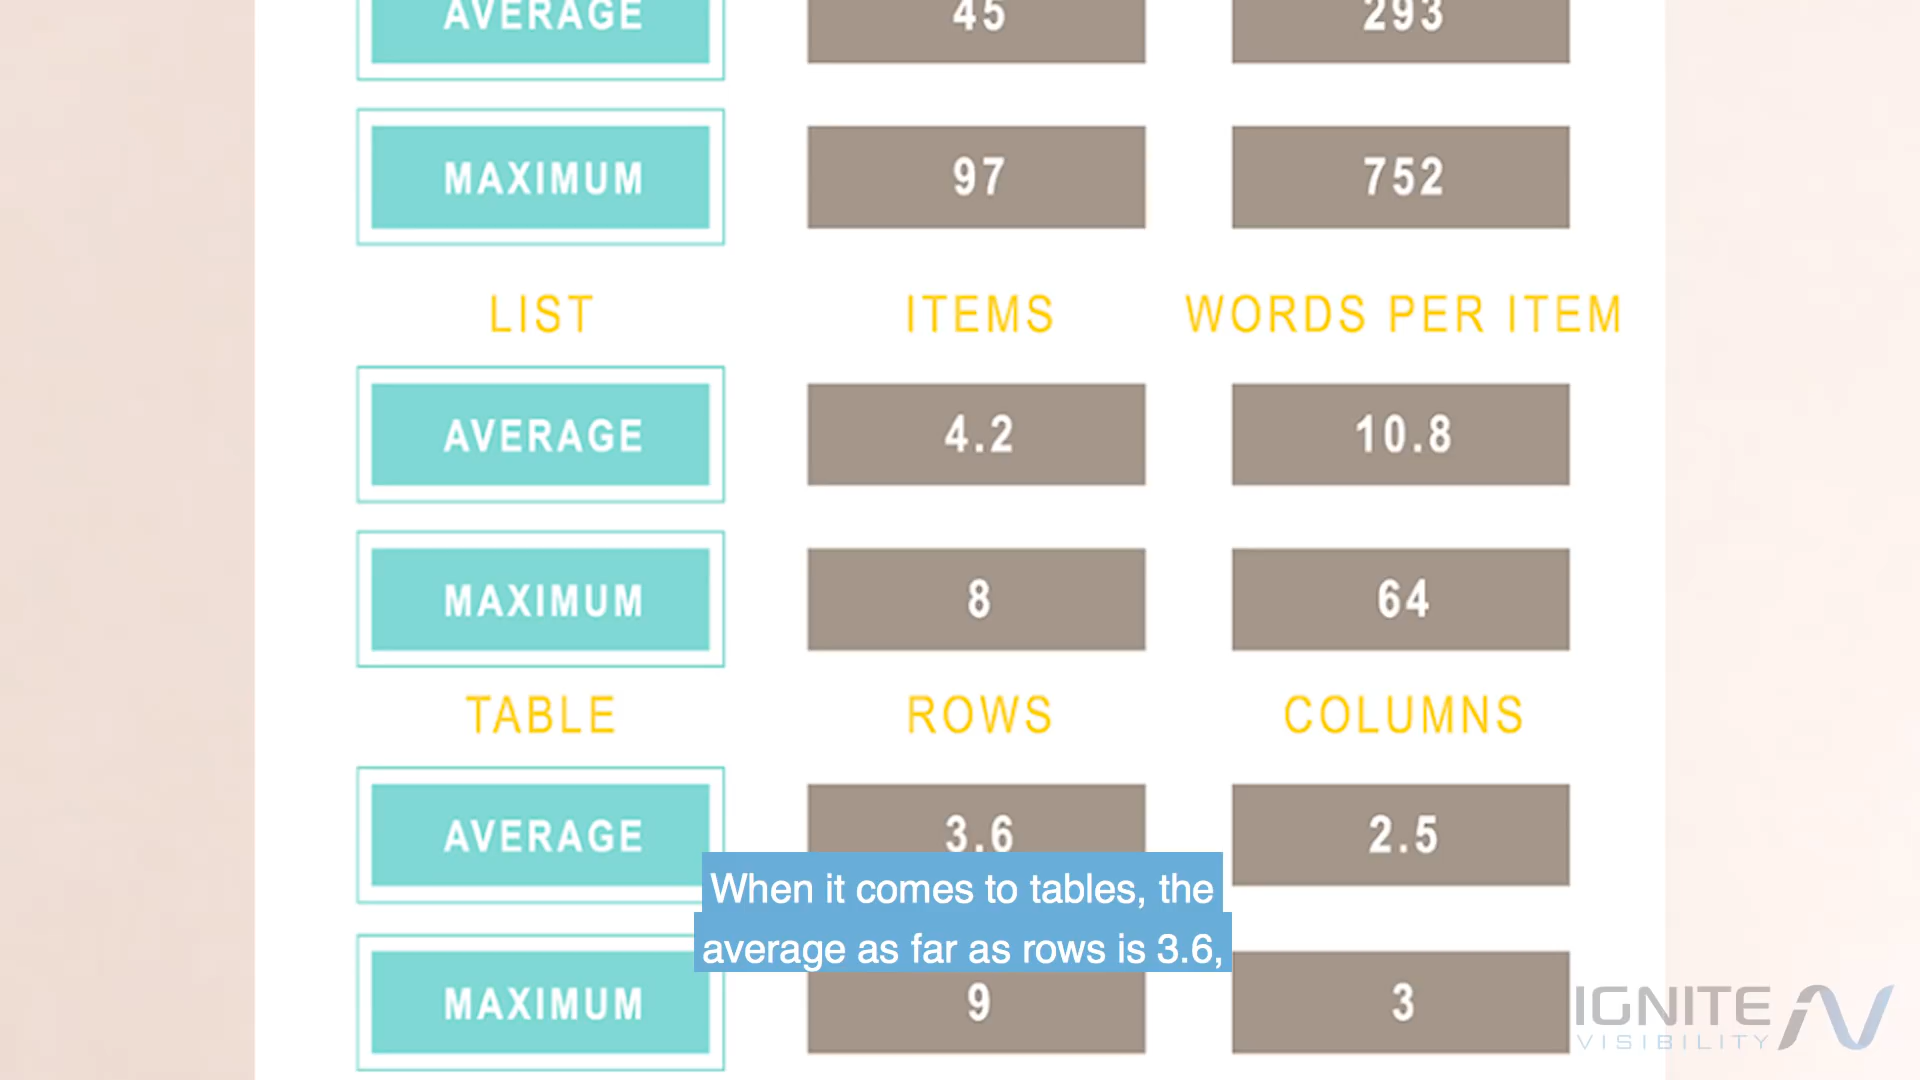 AVERAGE 45 293
MAXIMUM 97 752
LIST ITEMS WORDS PER ITEM
AVERAGE 4.2 10.8
MAXIMUM 8 64
TABLE ROWS COLUMNS
AVERAGE 3.6 2.5
When it comes to tables, the
average as far as rows is 3.6,
MAXIMUM 9 3
IGNITE
VISIBILITY